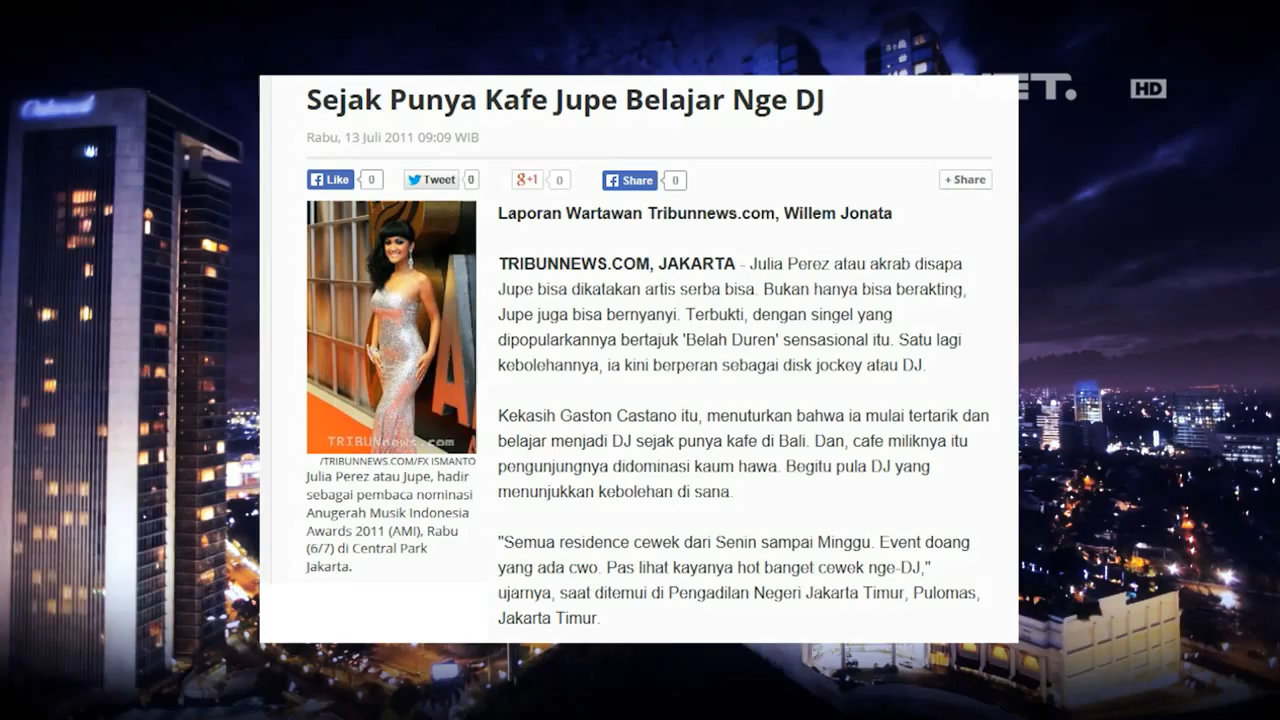 NET.
HD
Sejak Punya Kafe Jupe Belajar Nge DJ
Rabu, 13 Juli 2011 09:09 WIB
Like 0 Tweet 0 g+1 0 Share 0 + Share
Laporan Wartawan Tribunnews.com, Willem Jonata
TRIBUNNEWS.COM, JAKARTA - Julia Perez atau akrab disapa
Jupe bisa dikatakan artis serba bisa. Bukan hanya bisa berakting,
Jupe juga bisa bernyanyi. Terbukti, dengan singel yang
dipopularkannya bertajuk 'Belah Duren' sensasional itu. Satu lagi
kebolehannya, ia kini berperan sebagai disk jockey atau DJ.
Kekasih Gaston Castano itu, menuturkan bahwa ia mulai tertarik dan
belajar menjadi DJ sejak punya kafe di Bali. Dan, cafe miliknya itu
pengunjungnya didominasi kaum hawa. Begitu pula DJ yang
menunjukkan kebolehan di sana.
"Semua residence cewek dari Senin sampai Minggu. Event doang
yang ada cwo. Pas lihat kayanya hot banget cewek nge-DJ,"
ujarnya, saat ditemui di Pengadilan Negeri Jakarta Timur, Pulomas,
Jakarta Timur.
TRIBUNnews.com
/TRIBUNNEWS.COM/FX ISMANTO
Julia Perez atau Jupe, hadir
sebagai pembaca nominasi
Anugerah Musik Indonesia
Awards 2011 (AMI), Rabu
(6/7) di Central Park
Jakarta.